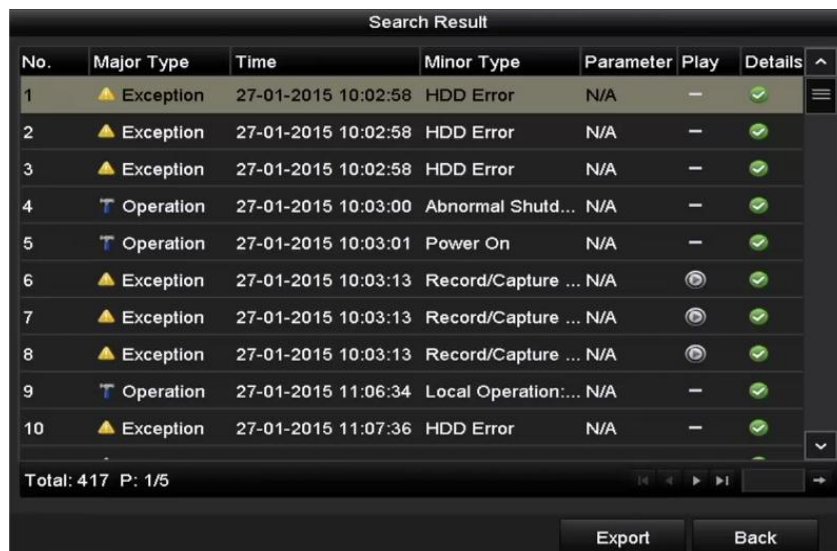 Search Result
No. Major Type Time Minor Type Parameter Play Details
1 Exception 27-01-2015 10:02:58 HDD Error N/A
2 Exception 27-01-2015 10:02:58 HDD Error N/A
3 Exception 27-01-2015 10:02:58 HDD Error N/A
4 Operation 27-01-2015 10:03:00 Abnormal Shutd... N/A
5 Operation 27-01-2015 10:03:01 Power On N/A
6 Exception 27-01-2015 10:03:13 Record/Capture ... N/A
7 Exception 27-01-2015 10:03:13 Record/Capture ... N/A
8 Exception 27-01-2015 10:03:13 Record/Capture ... N/A
9 Operation 27-01-2015 11:06:34 Local Operation:... N/A
10 Exception 27-01-2015 11:07:36 HDD Error N/A
Total: 417 P: 1/5
Export Back